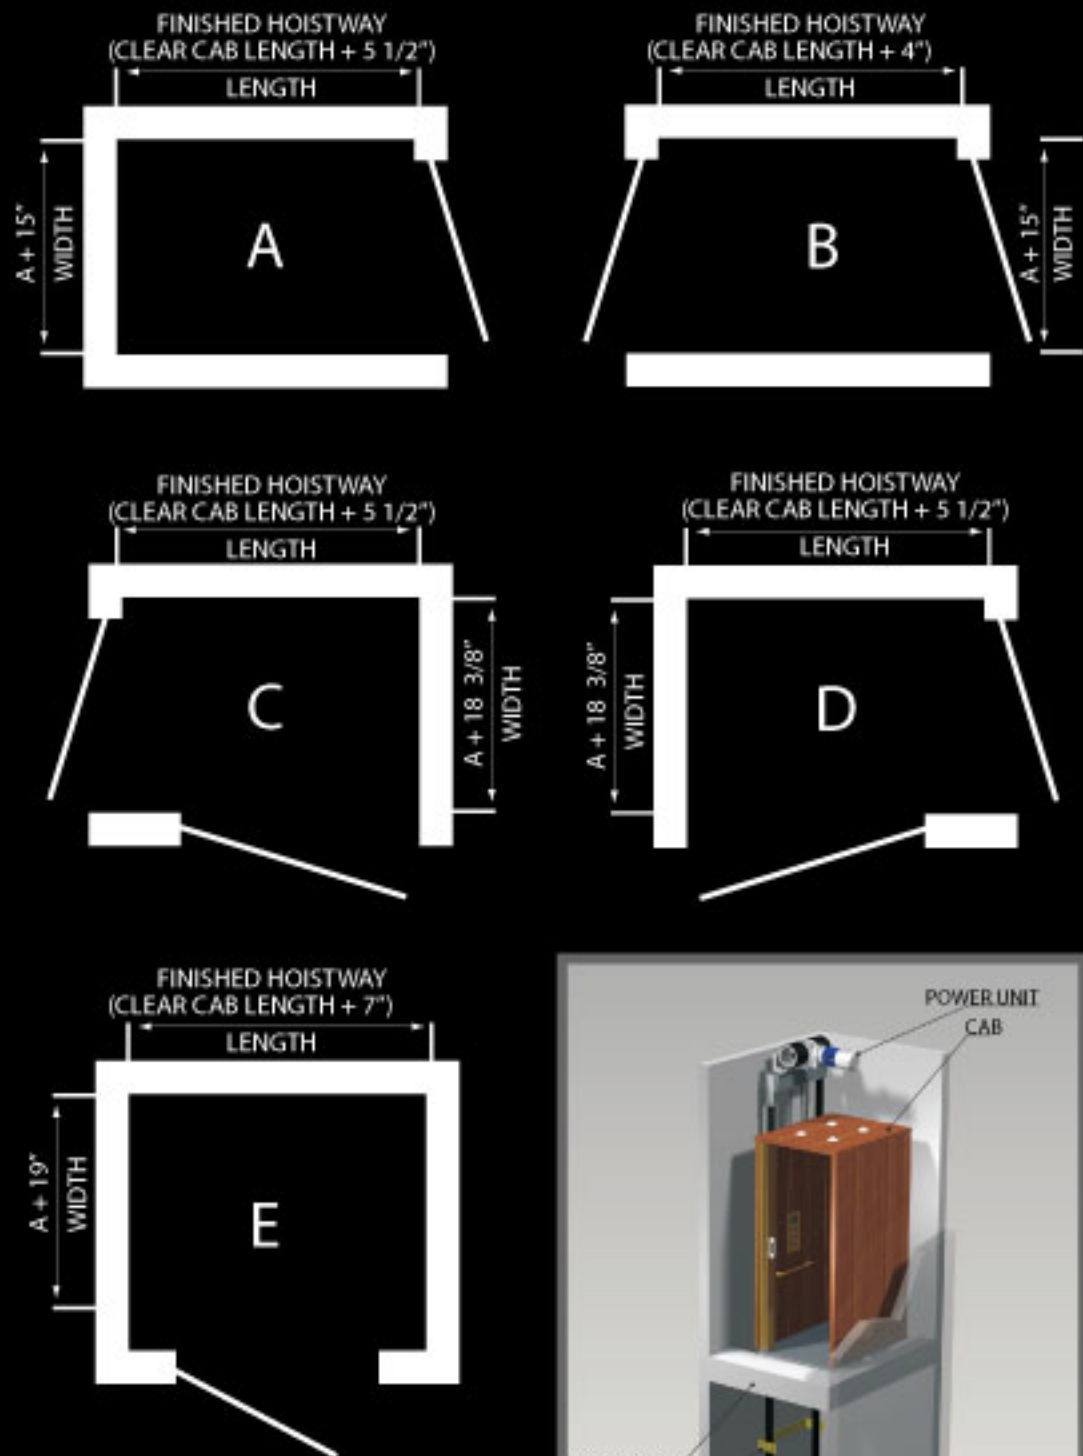 FINISHED HOISTWAY
(CLEAR CAB LENGTH + 5 1/2")
LENGTH
A + 15"
WIDTH
A
FINISHED HOISTWAY
(CLEAR CAB LENGTH + 4")
LENGTH
B
A + 15"
WIDTH
FINISHED HOISTWAY
(CLEAR CAB LENGTH + 5 1/2")
LENGTH
C
A + 18 3/8"
WIDTH
FINISHED HOISTWAY
(CLEAR CAB LENGTH + 5 1/2")
LENGTH
A + 18 3/8"
WIDTH
D
FINISHED HOISTWAY
(CLEAR CAB LENGTH + 7")
LENGTH
A + 19"
WIDTH
E
POWER UNIT
CAB